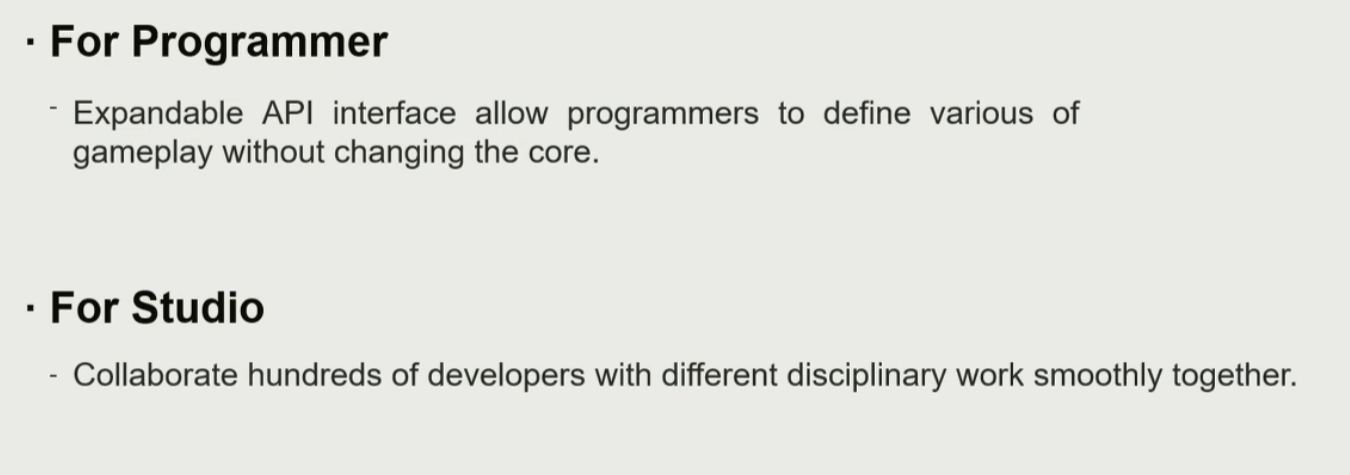 · For Programmer
- Expandable API interface allow programmers to define various of
gameplay without changing the core.
· For Studio
- Collaborate hundreds of developers with different disciplinary work smoothly together.